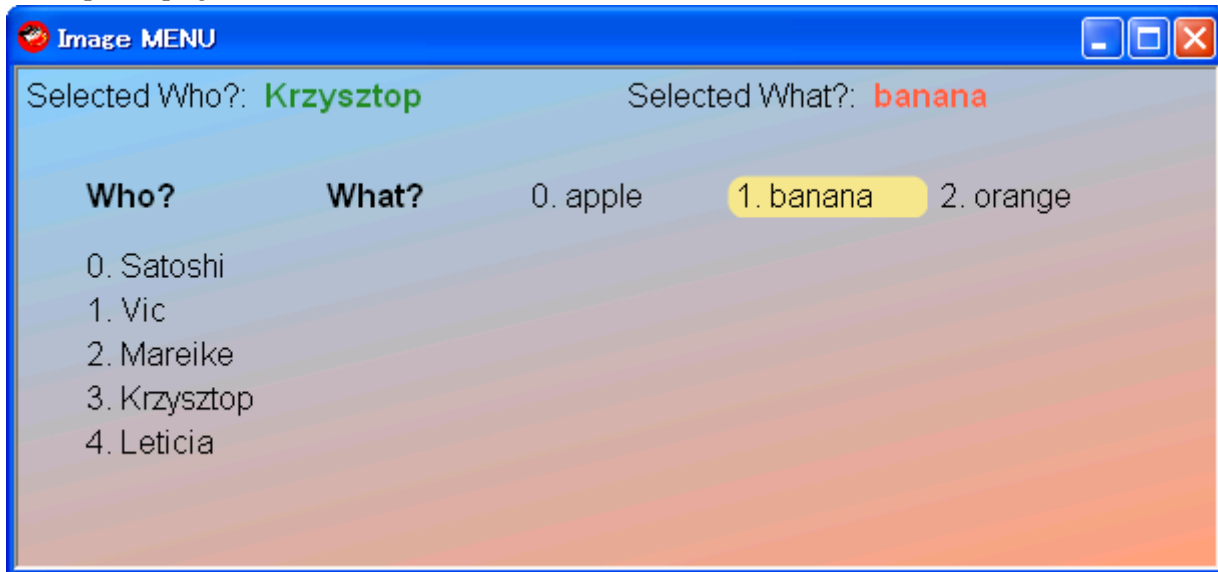 Image MENU
Selected Who?: Krzysztop Selected What?: banana
Who? What? 0. apple 1. banana 2. orange
0. Satoshi
1. Vic
2. Mareike
3. Krzysztop
4. Leticia